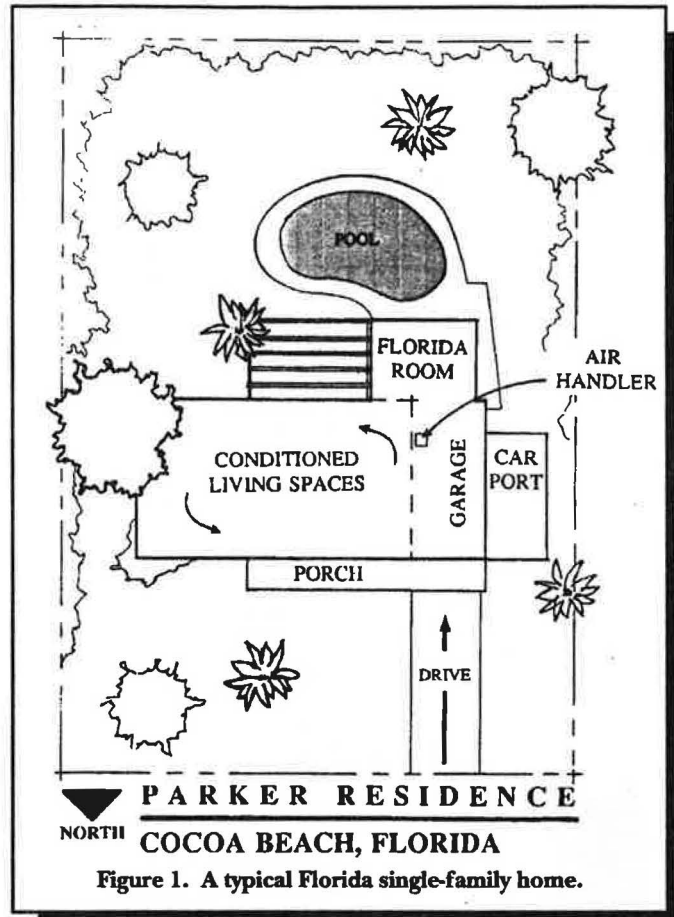 POOL
FLORIDA
ROOM
AIR
HANDLER
CONDITIONED
LIVING SPACES
GARAGE
CAR
PORT
PORCH
DRIVE
NORTH
PARKER RESIDENCE
COCOA BEACH, FLORIDA
Figure 1. A typical Florida single-family home.